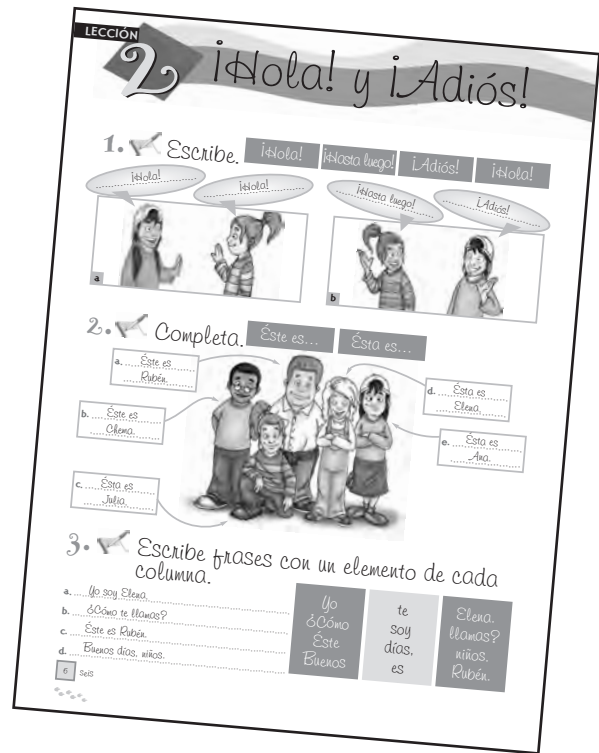 LECCIÓN
2 ¡Hola! y ¡Adiós!
1. Escribe. ¡Hola! ¡Hasta luego! ¡Adiós! ¡Hola!
¡Hola! ¡Hola! ¡Hasta luego! ¡Adiós!
a b
2. Completa. Éste es... Ésta es...
a. Éste es
Rubén.
b. Éste es
Chema.
c. Ésta es
Julia.
d. Ésta es
Elena.
e. Ésta es
Ana.
3. Escribe frases con un elemento de cada
columna.
a. Yo soy Elena.
b. ¿Cómo te llamas?
c. Éste es Rubén.
d. Buenos días, niños.
Yo te Elena.
¿Cómo soy llamas?
Éste días, niños.
Buenos es Rubén.
6 seis